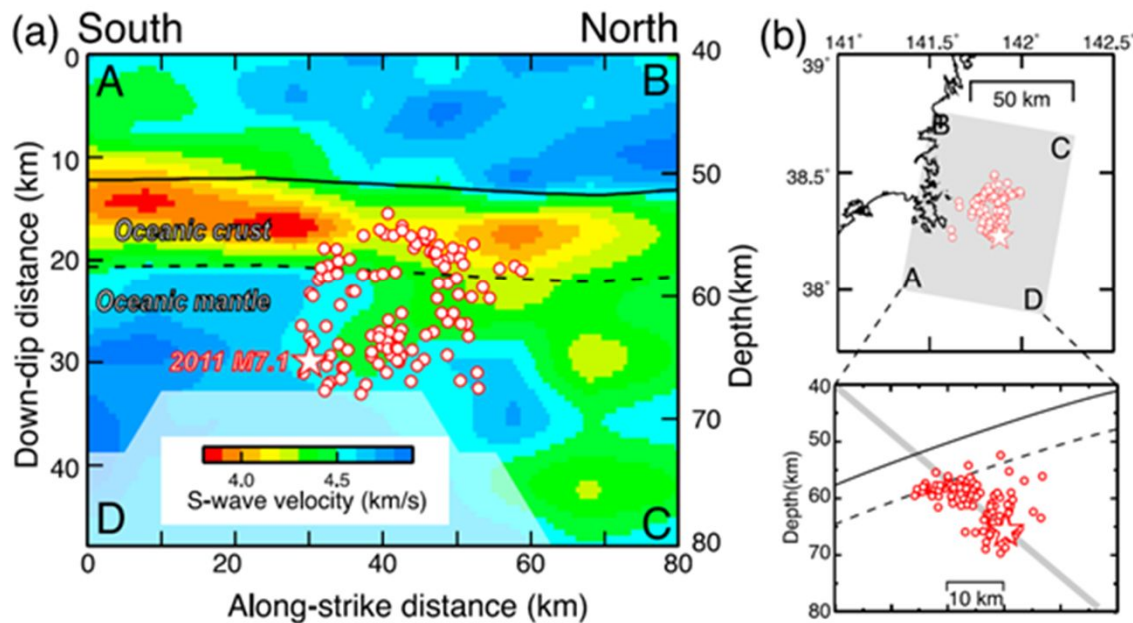 (a) South North
40
0
A B
50
10
Oceanic crust
20
Oceanic mantle
60
30
2011 M7.1
70
40
4.0 4.5
S-wave velocity (km/s)
D C
80
0 20 40 60 80
Along-strike distance (km)
Down-dip distance (km)
Depth(km)
(b)
141˚ 141.5˚ 142˚ 142.5˚
39˚
50 km
B
C
38.5˚
A
38˚
D
40
50
60
70
80
Depth(km)
10 km